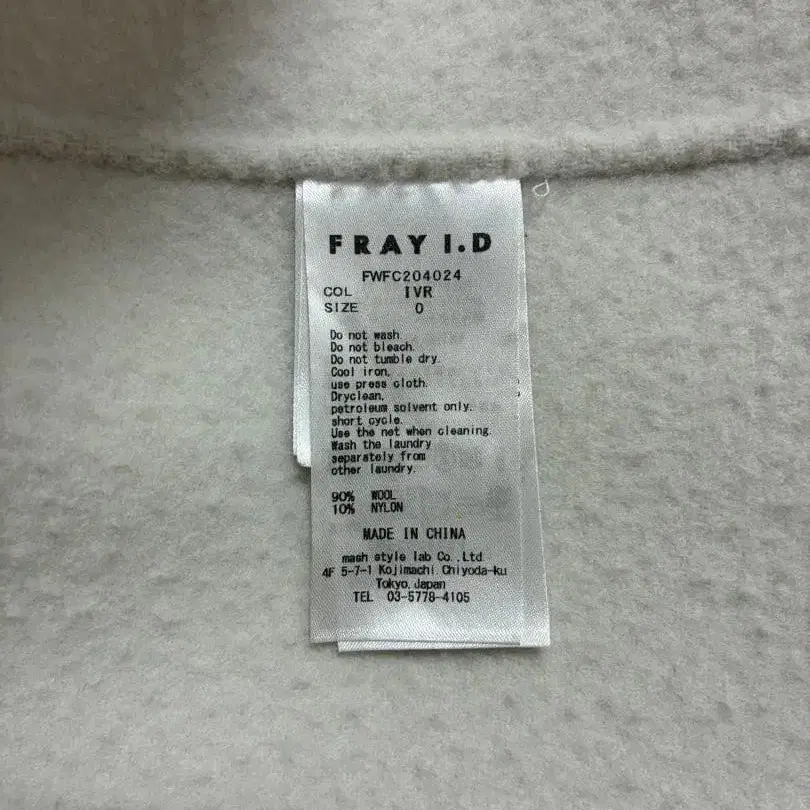 FRAY I.D
FWFC204024
COL IVR
SIZE 0
Do not wash.
Do not bleach.
Do not tumble dry.
Cool iron,
use press cloth.
Dryclean,
petroleum solvent only.
short cycle.
Use the net when cleaning.
Wash the laundry
separately from
other laundry.
90% WOOL
10% NYLON
MADE IN CHINA
mash style lab Co.,Ltd
4F 5-7-1 Kojimachi Chiyoda-ku
Tokyo, Japan
TEL 03-5778-4105